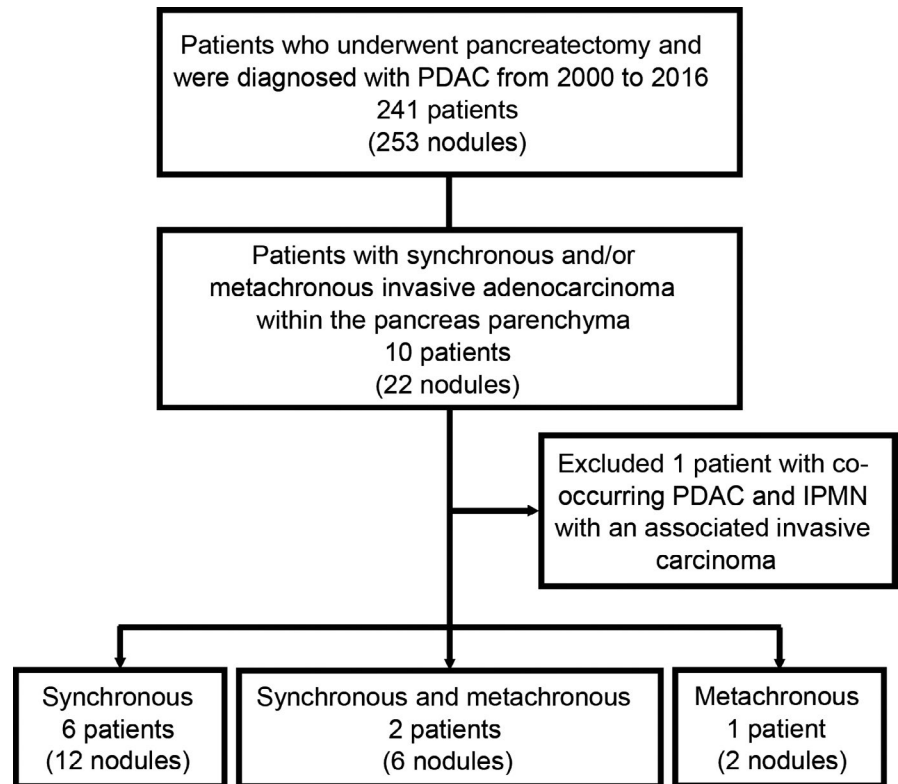 Patients who underwent pancreatectomy and
were diagnosed with PDAC from 2000 to 2016
241 patients
(253 nodules)
Patients with synchronous and/or
metachronous invasive adenocarcinoma
within the pancreas parenchyma
10 patients
(22 nodules)
Excluded 1 patient with co-
occurring PDAC and IPMN
with an associated invasive
carcinoma
Synchronous
6 patients
(12 nodules)
Synchronous and metachronous
2 patients
(6 nodules)
Metachronous
1 patient
(2 nodules)